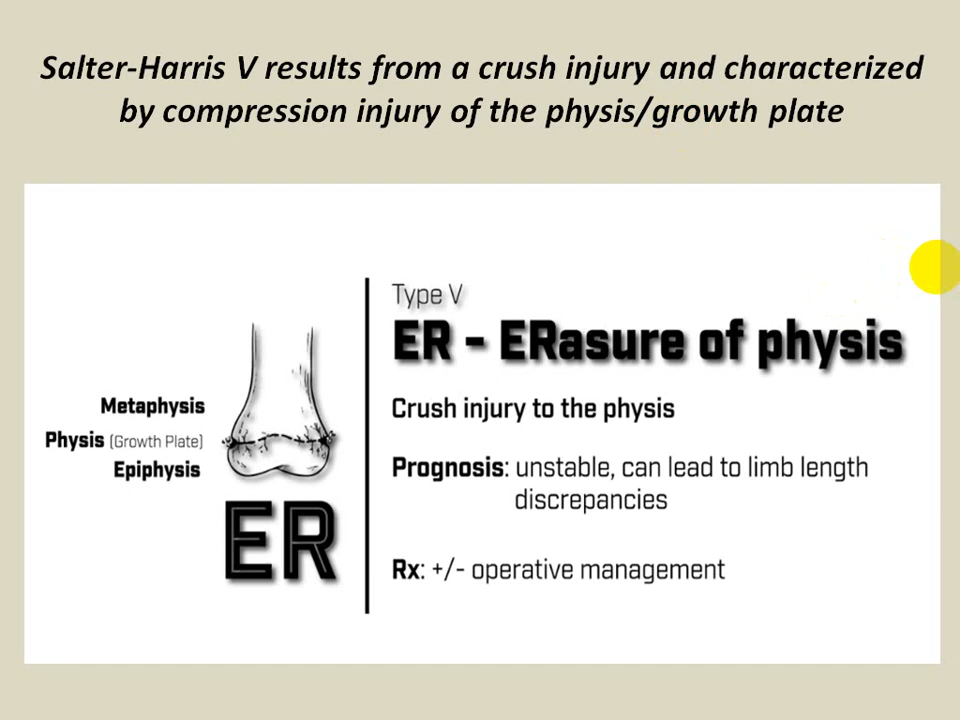 Salter-Harris V results from a crush injury and characterized
by compression injury of the physis/growth plate
Type V
ER - ERasure of physis
Crush injury to the physis
Prognosis: unstable, can lead to limb length
discrepancies
Rx: +/- operative management
Metaphysis
Physis (Growth Plate)
Epiphysis
ER